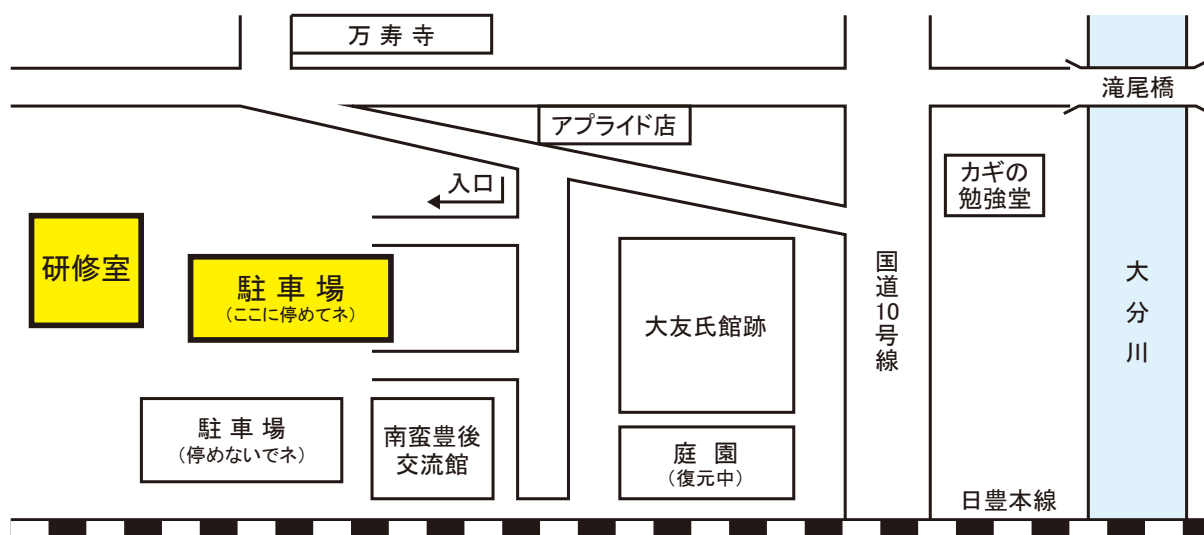 万寿寺
滝尾橋
アプライド店
カギの
勉強堂
入口
研修室
駐車場
(ここに停めてネ)
大友氏館跡
国道10号線
大分川
駐車場
(停めないでネ)
南蛮豊後
交流館
庭園
(復元中)
日豊本線